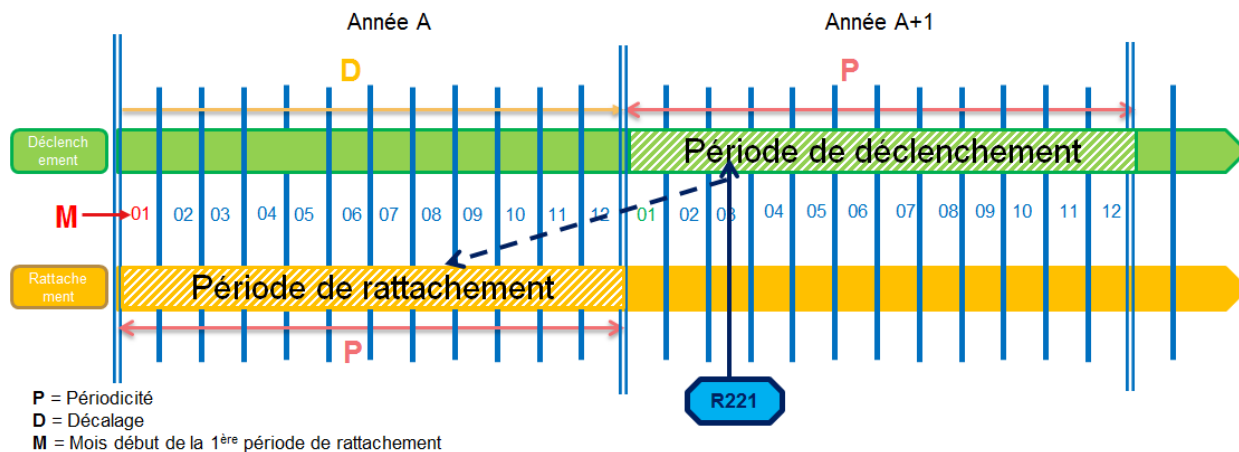 Année A
Année A+1
D
P
Déclench
ement
Période de déclenchement
M
01 02 03 04 05 06 07 08 09 10 11 12 01 02 03 04 05 06 07 08 09 10 11 12
Rattache
ment
Période de rattachement
P
R221
P = Périodicité
D = Décalage
M = Mois début de la 1ère période de rattachement